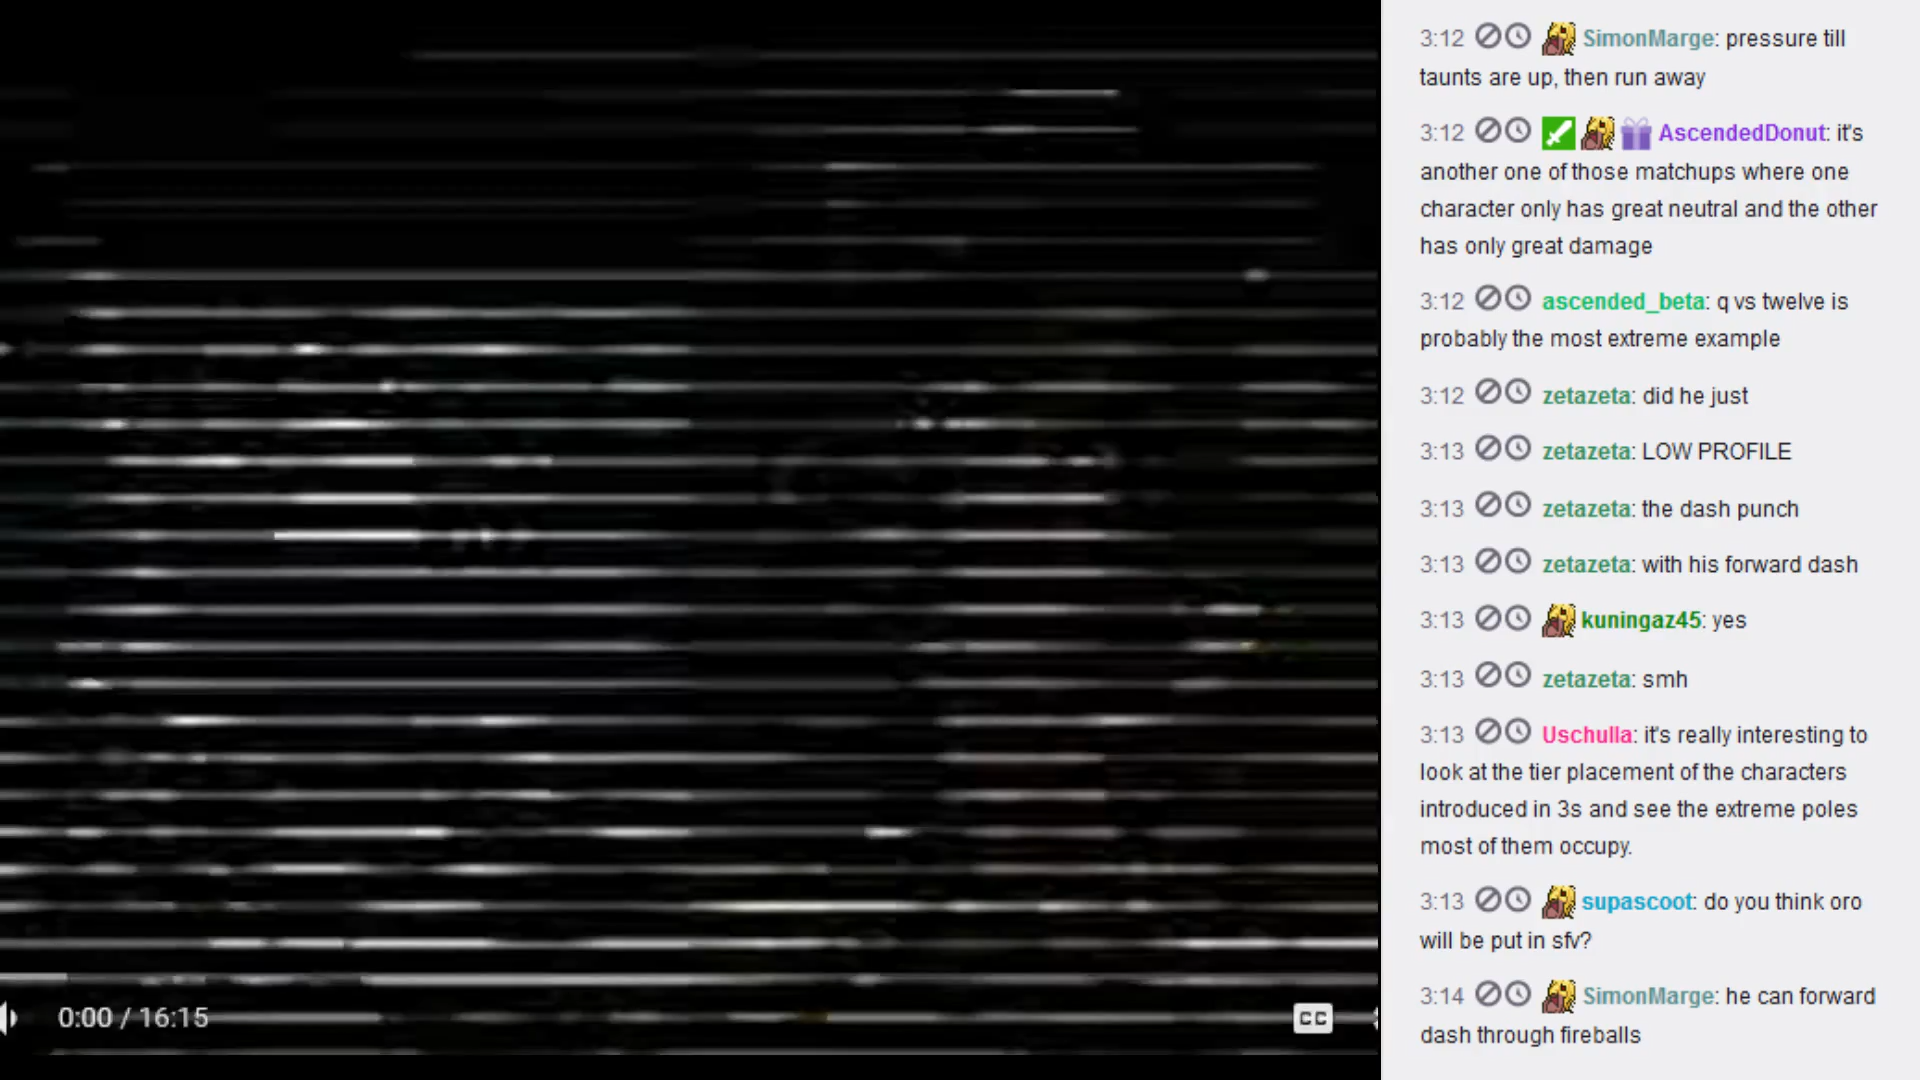 3:12 SimonMarge: pressure till
taunts are up, then run away
3:12 AscendedDonut: it's
another one of those matchups where one
character only has great neutral and the other
has only great damage
3:12 ascended_beta: q vs twelve is
probably the most extreme example
3:12 zetazeta: did he just
3:13 zetazeta: LOW PROFILE
3:13 zetazeta: the dash punch
3:13 zetazeta: with his forward dash
3:13 kuningaz45: yes
3:13 zetazeta: smh
3:13 Uschulla: it's really interesting to
look at the tier placement of the characters
introduced in 3s and see the extreme poles
most of them occupy.
3:13 supascoot: do you think oro
will be put in sfv?
3:14 SimonMarge: he can forward
dash through fireballs
0:00 / 16:15
CC